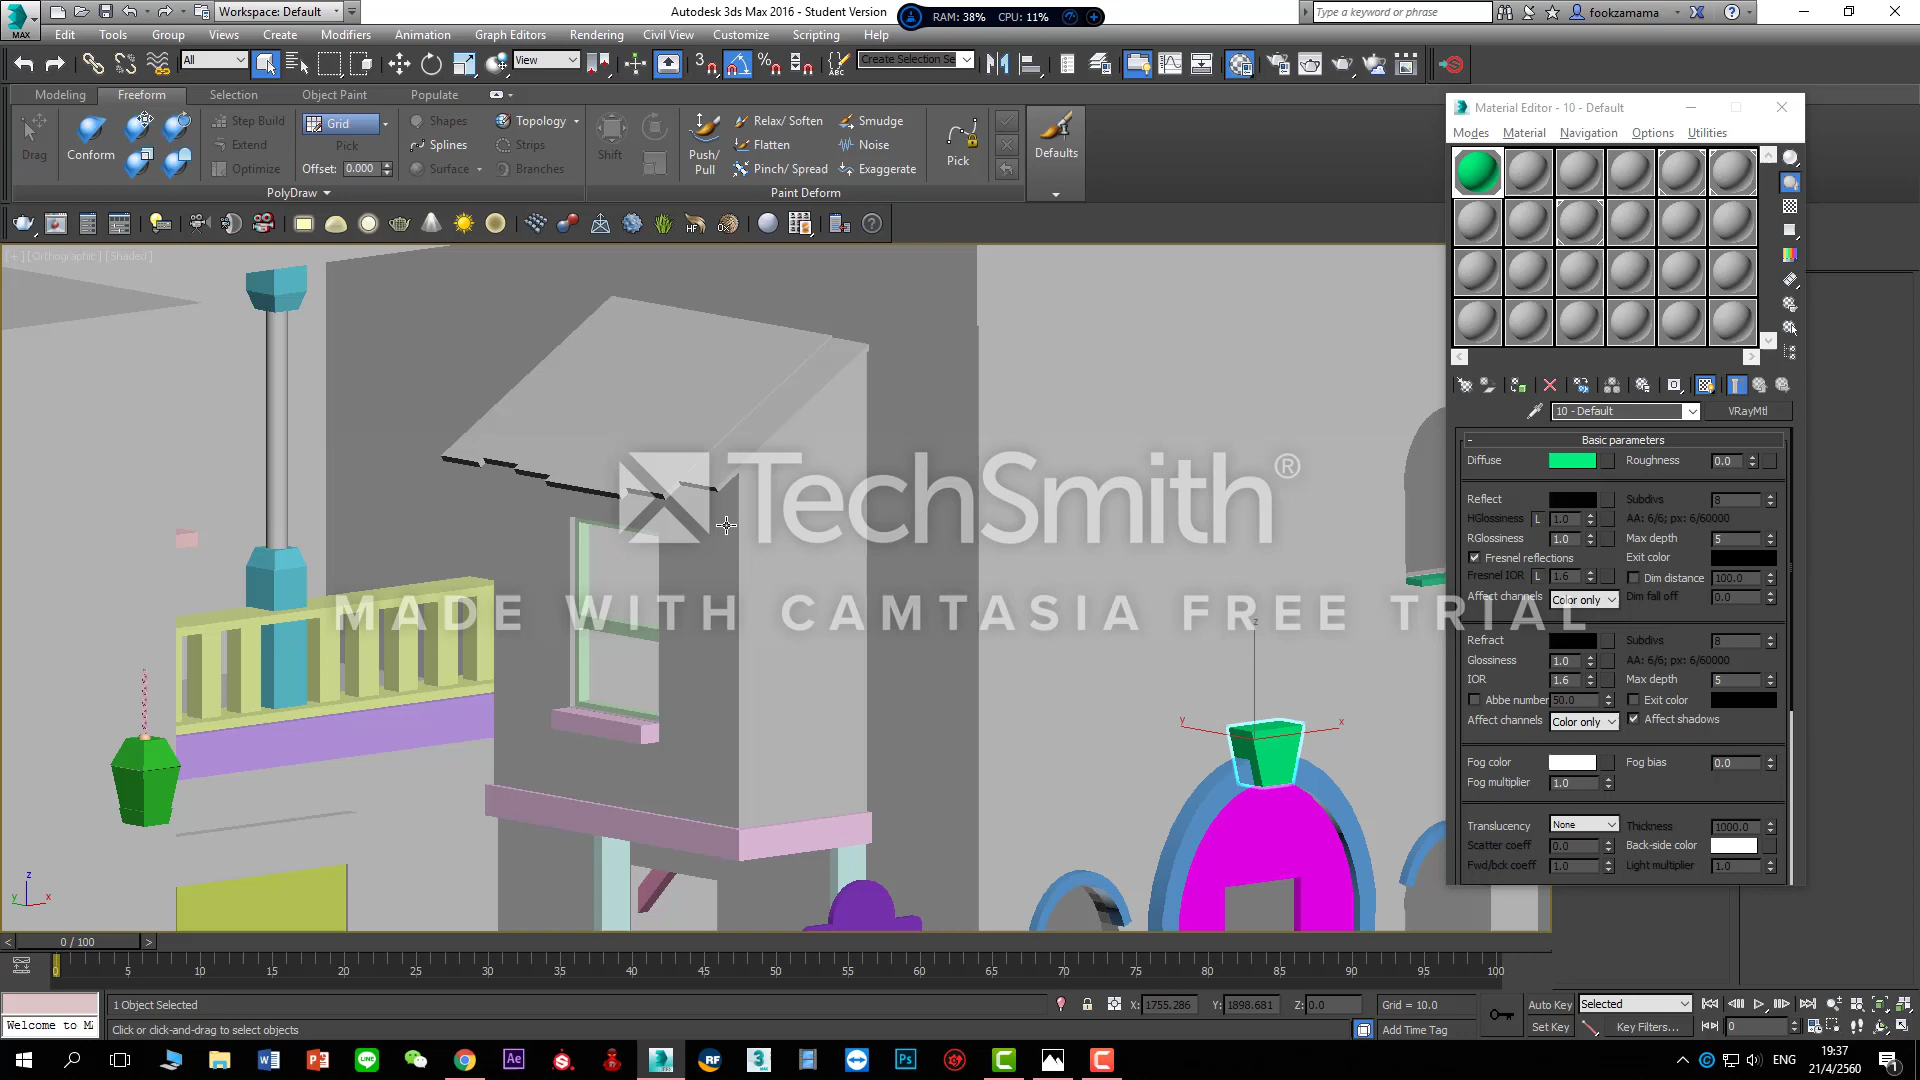 Workspace: Default
Autodesk 3ds Max 2016 - Student Version
RAM: 38% CPU: 11%
Type a keyword or phrase
fookzamama
MAX
Edit Tools Group Views Create Modifiers Animation Graph Editors Rendering Civil View Customize Scripting Help
All
View
Create Selection Se
Modeling Freeform Selection Object Paint Populate
Drag
Conform
Step Build
Extend
Optimize
Grid
Pick
Offset: 0.000
Shapes
Splines
Surface
Topology
Strips
Branches
PolyDraw
Shift
Push/
Pull
Relax/ Soften
Flatten
Pinch/ Spread
Smudge
Noise
Exaggerate
Paint Deform
Pick
Defaults
[+] [Orthographic] [Shaded]
Material Editor - 10 - Default
Modes Material Navigation Options Utilities
10 - Default
VRayMtl
Basic parameters
Diffuse Roughness 0.0
Reflect Subdivs 8
HGlossiness L 1.0 AA: 6/6; px: 6/60000
RGlossiness 1.0 Max depth 5
Fresnel reflections Exit color
Fresnel IOR L 1.6 Dim distance 100.0
Affect channels Color only Dim fall off 0.0
Refract Subdivs 8
Glossiness 1.0 AA: 6/6; px: 6/60000
IOR 1.6 Max depth 5
Abbe number 50.0 Exit color
Affect channels Color only Affect shadows
Fog color Fog bias 0.0
Fog multiplier 1.0
Translucency None Thickness 1000.0
Scatter coeff 0.0 Back-side color
Fwd/bck coeff 1.0 Light multiplier 1.0
TechSmith®
MADE WITH CAMTASIA FREE TRIAL
z
y x
z
y x
0 / 100
0 5 10 15 20 25 30 35 40 45 50 55 60 65 70 75 80 85 90 95 100
1 Object Selected
X: 1755.286 Y: 1898.681 Z: 0.0 Grid = 10.0
Auto Key Selected
Welcome to M
Click or click-and-drag to select objects
Add Time Tag
Set Key Key Filters... 0
ENG
19:37
21/4/2560